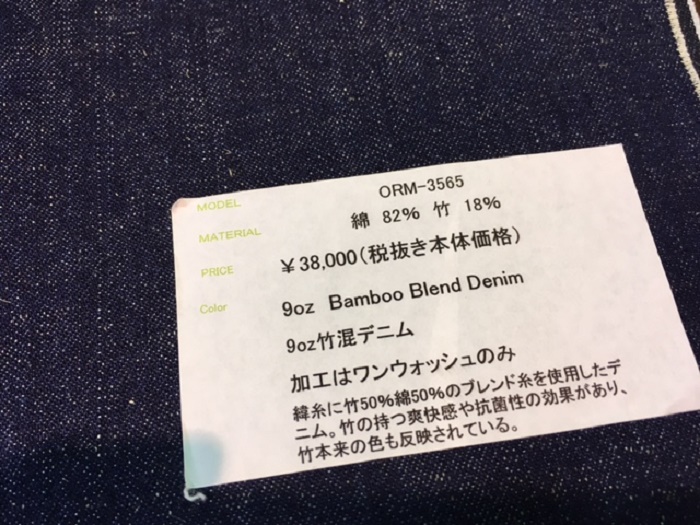 MODEL ORM-3565
MATERIAL 綿 82% 竹 18%
PRICE ¥38,000(税抜き本体価格)
Color 9oz Bamboo Blend Denim
9oz竹混デニム
加工はワンウォッシュのみ
緯糸に竹50%綿50%のブレンド糸を使用したデ
ニム。竹の持つ爽快感や抗菌性の効果があり、
竹本来の色も反映されている。